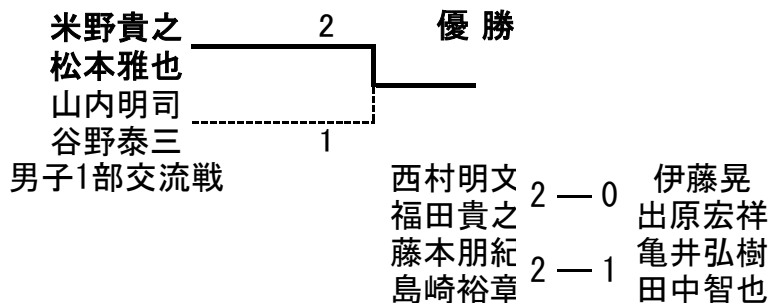 米野貴之 2 優 勝
松本雅也
山内明司
谷野泰三 1
男子1部交流戦
西村明文 2 — 0 伊藤晃
福田貴之 出原宏祥
藤本朋紀 2 — 1 亀井弘樹
島崎裕章 田中智也